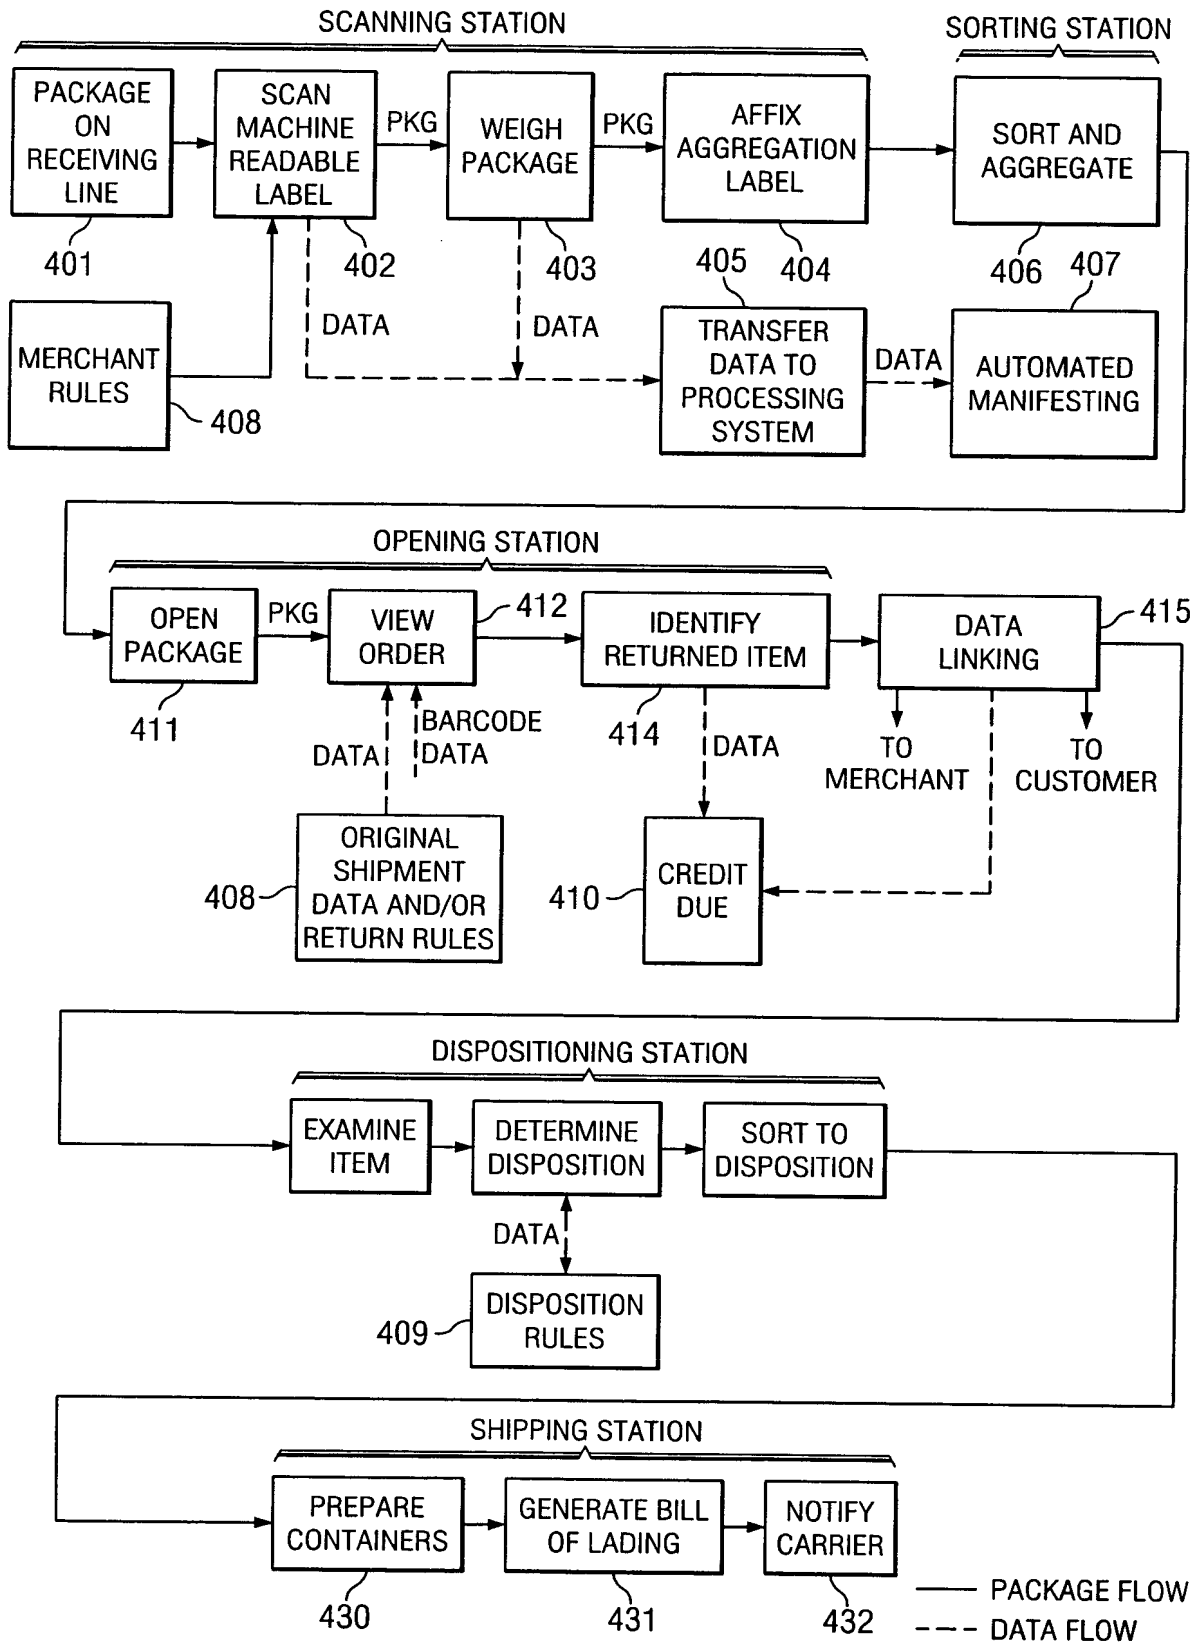 SCANNING STATION
SORTING STATION
PACKAGE
ON
RECEIVING
LINE
401
SCAN
MACHINE
READABLE
LABEL
402
PKG
WEIGH
PACKAGE
403
PKG
AFFIX
AGGREGATION
LABEL
404
SORT AND
AGGREGATE
406
MERCHANT
RULES
408
DATA
DATA
405
TRANSFER
DATA TO
PROCESSING
SYSTEM
DATA
407
AUTOMATED
MANIFESTING
OPENING STATION
OPEN
PACKAGE
411
PKG
VIEW
ORDER
412
IDENTIFY
RETURNED ITEM
414
DATA
LINKING
415
DATA
BARCODE
DATA
DATA
TO
MERCHANT
TO
CUSTOMER
ORIGINAL
SHIPMENT
DATA AND/OR
RETURN RULES
408
CREDIT
DUE
410
DISPOSITIONING STATION
EXAMINE
ITEM
DETERMINE
DISPOSITION
SORT TO
DISPOSITION
DATA
DISPOSITION
RULES
409
SHIPPING STATION
PREPARE
CONTAINERS
430
GENERATE BILL
OF LADING
431
NOTIFY
CARRIER
432
PACKAGE FLOW
DATA FLOW